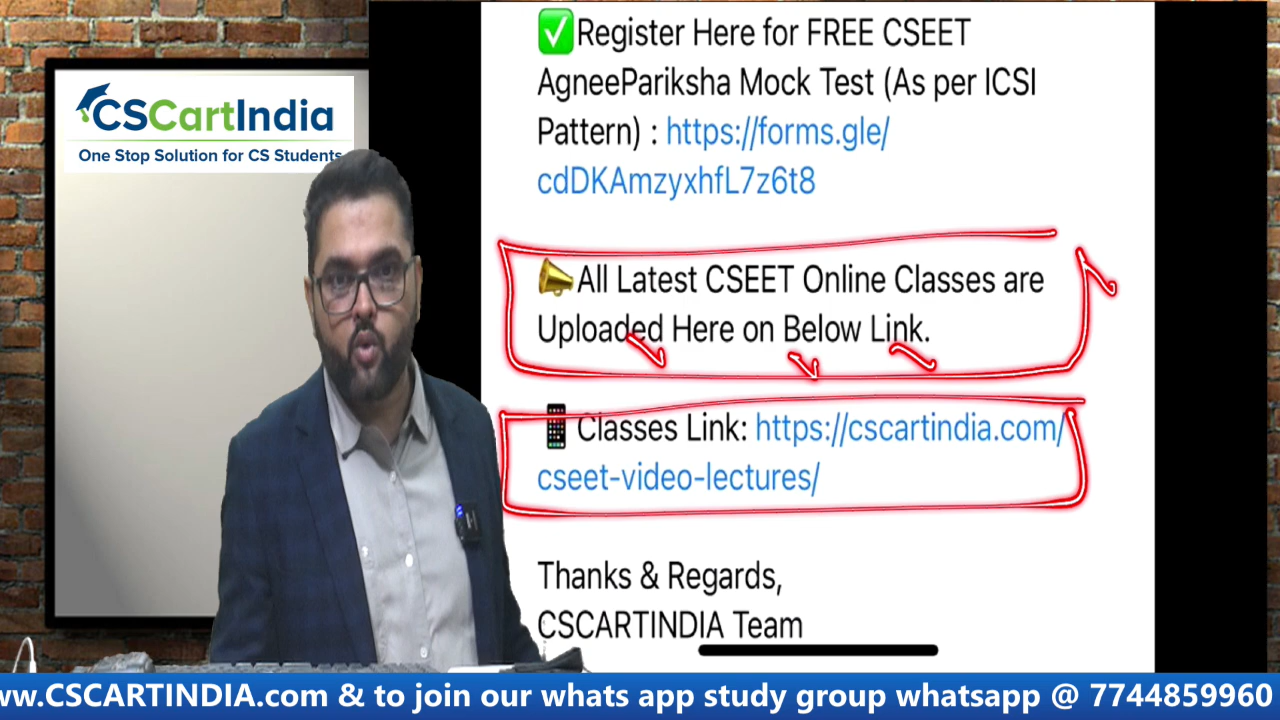 CSCartIndia
One Stop Solution for CS Students
✅Register Here for FREE CSEET
AgneePariksha Mock Test (As per ICSI
Pattern) : https://forms.gle/
cdDKAmzyxhfL7z6t8
📣All Latest CSEET Online Classes are
Uploaded Here on Below Link.
📱Classes Link: https://cscartindia.com/
cseet-video-lectures/
Thanks & Regards,
CSCARTINDIA Team
www.CSCARTINDIA.com & to join our whats app study group whatsapp @ 7744859960